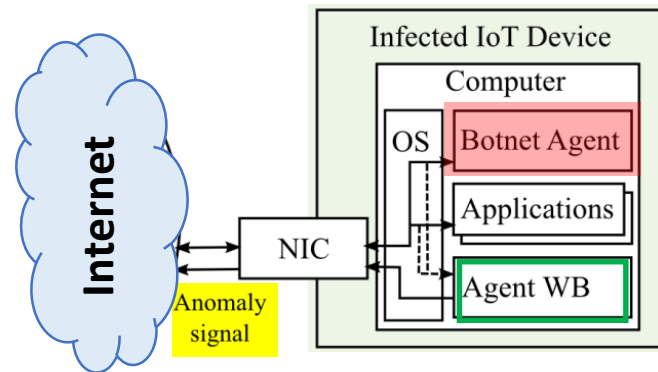 Infected IoT Device
Computer
OS
Botnet Agent
Applications
Agent WB
Internet
NIC
Anomaly
signal